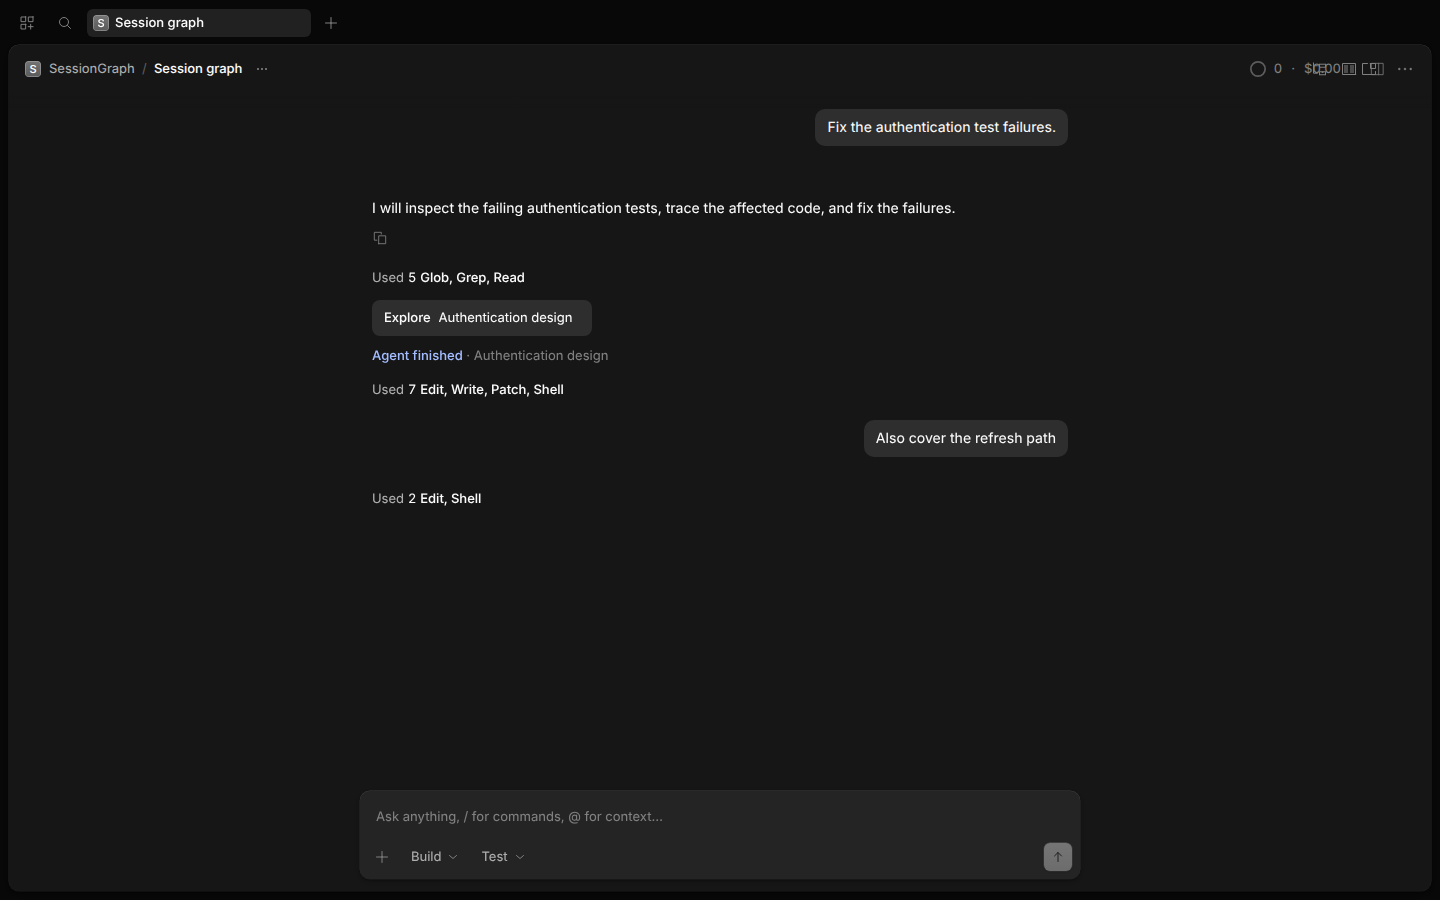 S Session graph
S SessionGraph / Session graph ...
0 · $0.00
Fix the authentication test failures.
I will inspect the failing authentication tests, trace the affected code, and fix the failures.
Used 5 Glob, Grep, Read
Explore Authentication design
Agent finished · Authentication design
Used 7 Edit, Write, Patch, Shell
Also cover the refresh path
Used 2 Edit, Shell
Ask anything, / for commands, @ for context...
Build Test